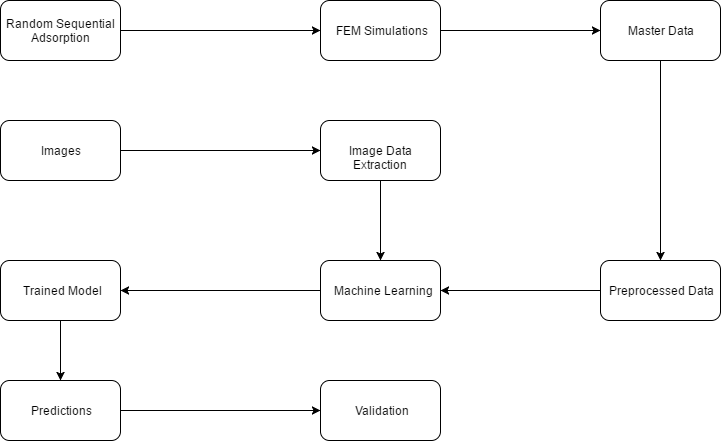 Random Sequential
Adsorption
FEM Simulations
Master Data
Images
Image Data
Extraction
Trained Model
Machine Learning
Preprocessed Data
Predictions
Validation